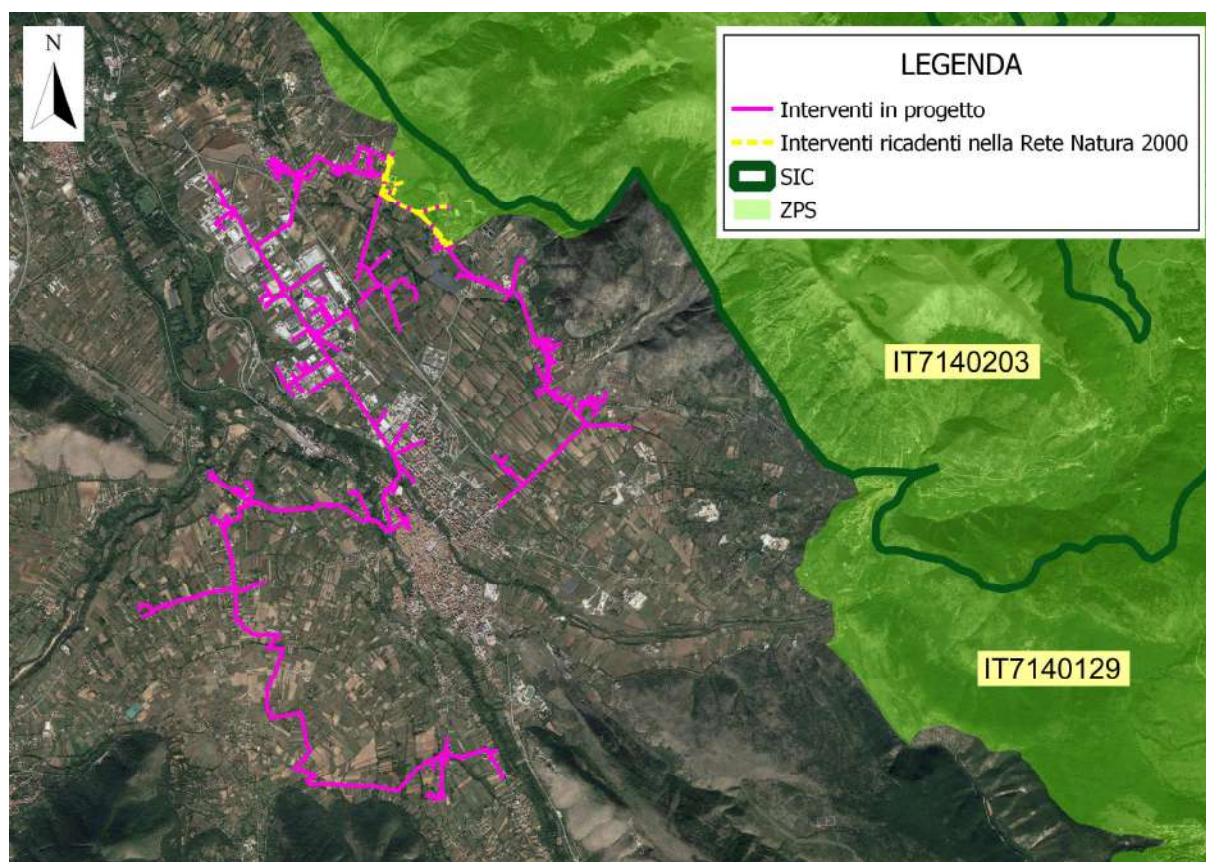 N
LEGENDA
Interventi in progetto
Interventi ricadenti nella Rete Natura 2000
SIC
ZPS
IT7140203
IT7140129